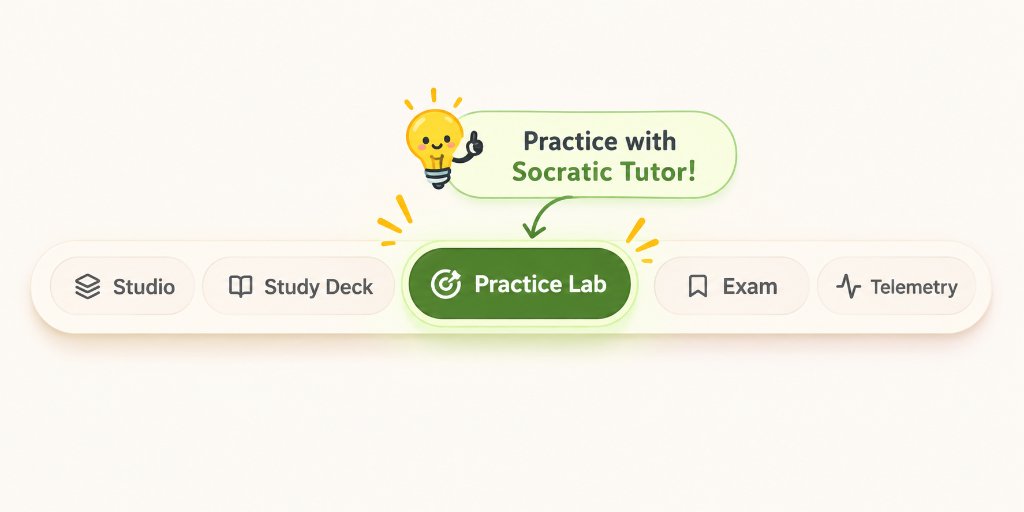 Practice with
Socratic Tutor!
Studio
Study Deck
Practice Lab
Exam
Telemetry